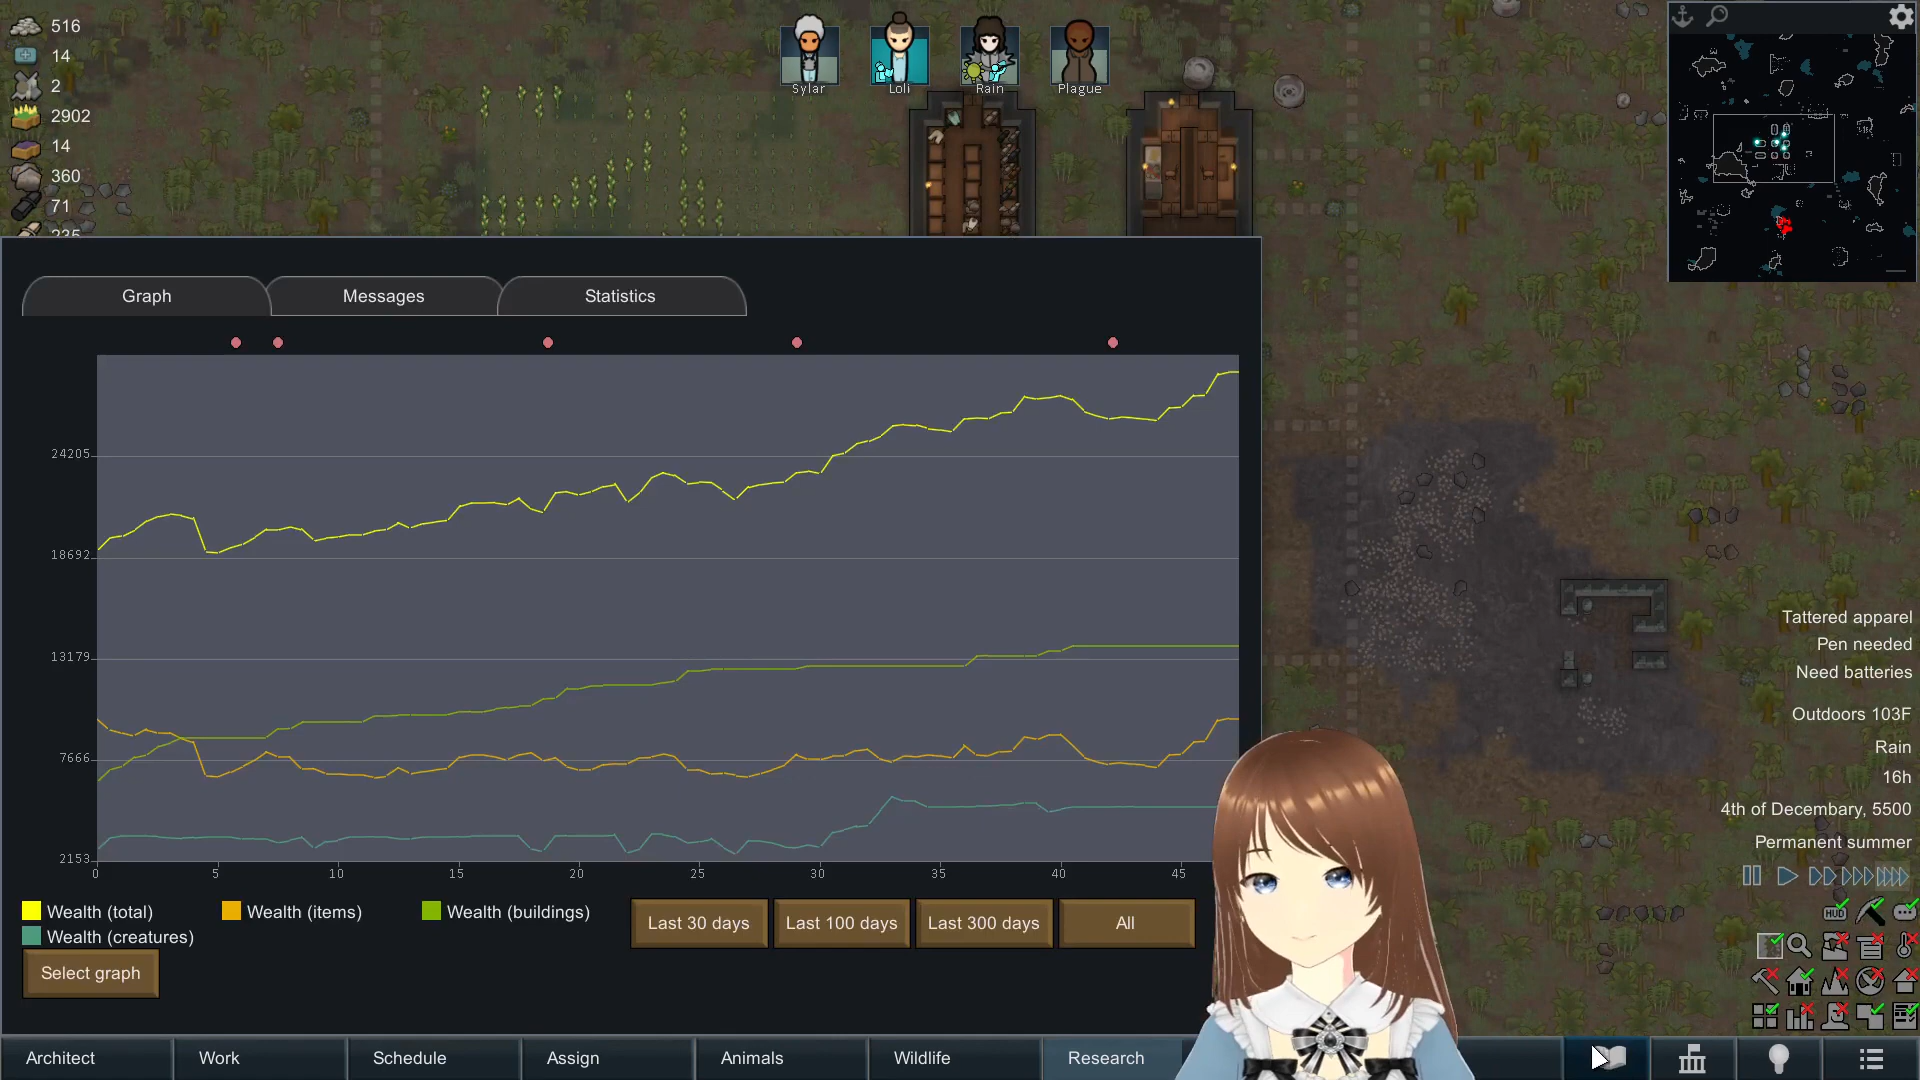 516
14
2
2902
14
360
71
235
Sylar
Loli
Rain
Plague
Graph
Messages
Statistics
24205
18692
13179
7666
2153
0
5
10
15
20
25
30
35
40
45
Wealth (total)
Wealth (items)
Wealth (buildings)
Wealth (creatures)
Last 30 days
Last 100 days
Last 300 days
All
Select graph
Tattered apparel
Pen needed
Need batteries
Outdoors 103F
Rain
16h
4th of Decembary, 5500
Permanent summer
HUD
Architect
Work
Schedule
Assign
Animals
Wildlife
Research